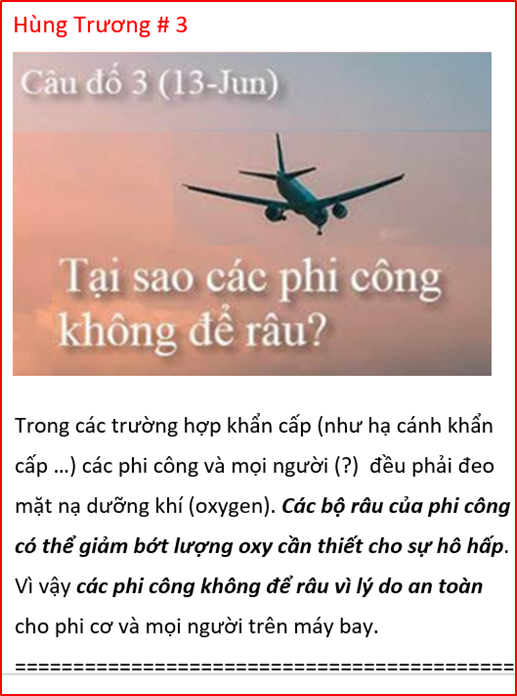 Hùng Trương # 3
Câu đố 3 (13-Jun)
Tại sao các phi công
không để râu?
Trong các trường hợp khẩn cấp (như hạ cánh khẩn
cấp …) các phi công và mọi người (?) đều phải đeo
mặt nạ dưỡng khí (oxygen). Các bộ râu của phi công
có thể giảm bớt lượng oxy cần thiết cho sự hô hấp.
Vì vậy các phi công không để râu vì lý do an toàn
cho phi cơ và mọi người trên máy bay.
===========================================